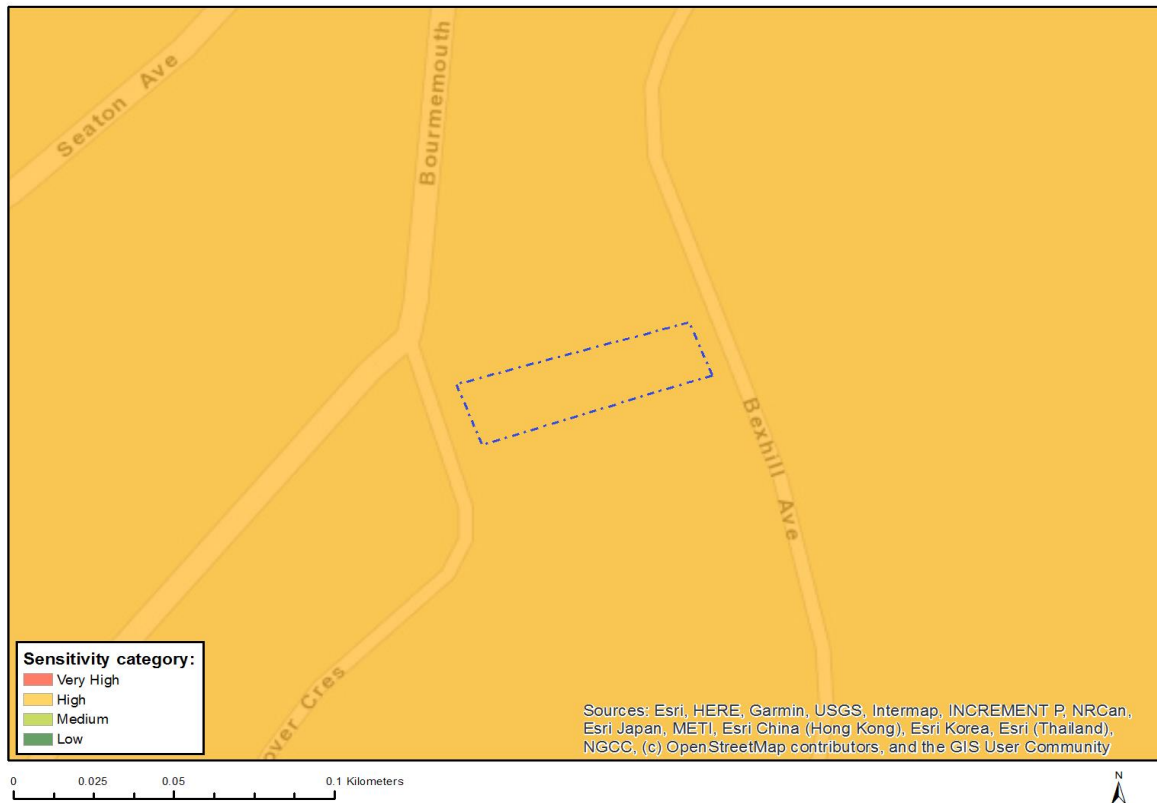 Seaton Ave
Bournemouth
Bexhill Ave
over Cres
Sensitivity category:
Very High
High
Medium
Low
Sources: Esri, HERE, Garmin, USGS, Intermap, INCREMENT P, NRCan,
Esri Japan, METI, Esri China (Hong Kong), Esri Korea, Esri (Thailand),
NGCC, (c) OpenStreetMap contributors, and the GIS User Community
0 0.025 0.05 0.1 Kilometers
N